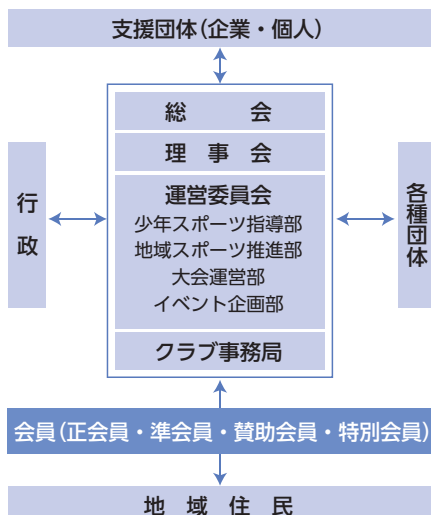 支援団体(企業・個人)
総　会
理　事　会
行政
運営委員会
少年スポーツ指導部
地域スポーツ推進部
大会運営部
イベント企画部
各種団体
クラブ事務局
会員(正会員・準会員・賛助会員・特別会員)
地　域　住　民